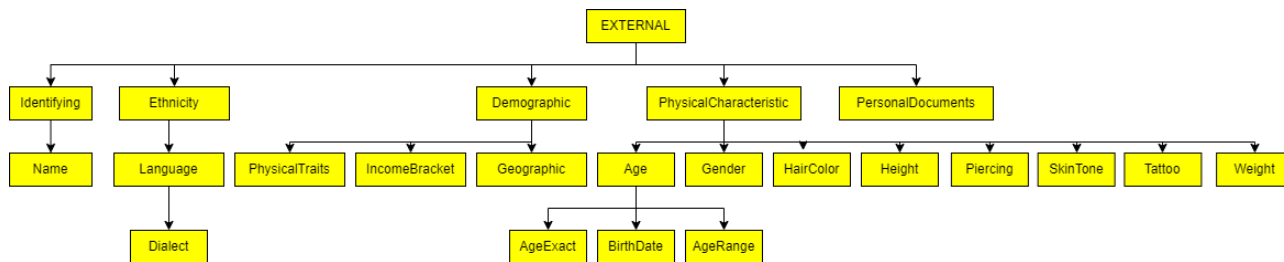 EXTERNAL
Identifying
Ethnicity
Demographic
PhysicalCharacteristic
PersonalDocuments
Name
Language
PhysicalTraits
IncomeBracket
Geographic
Age
Gender
HairColor
Height
Piercing
SkinTone
Tattoo
Weight
Dialect
AgeExact
BirthDate
AgeRange